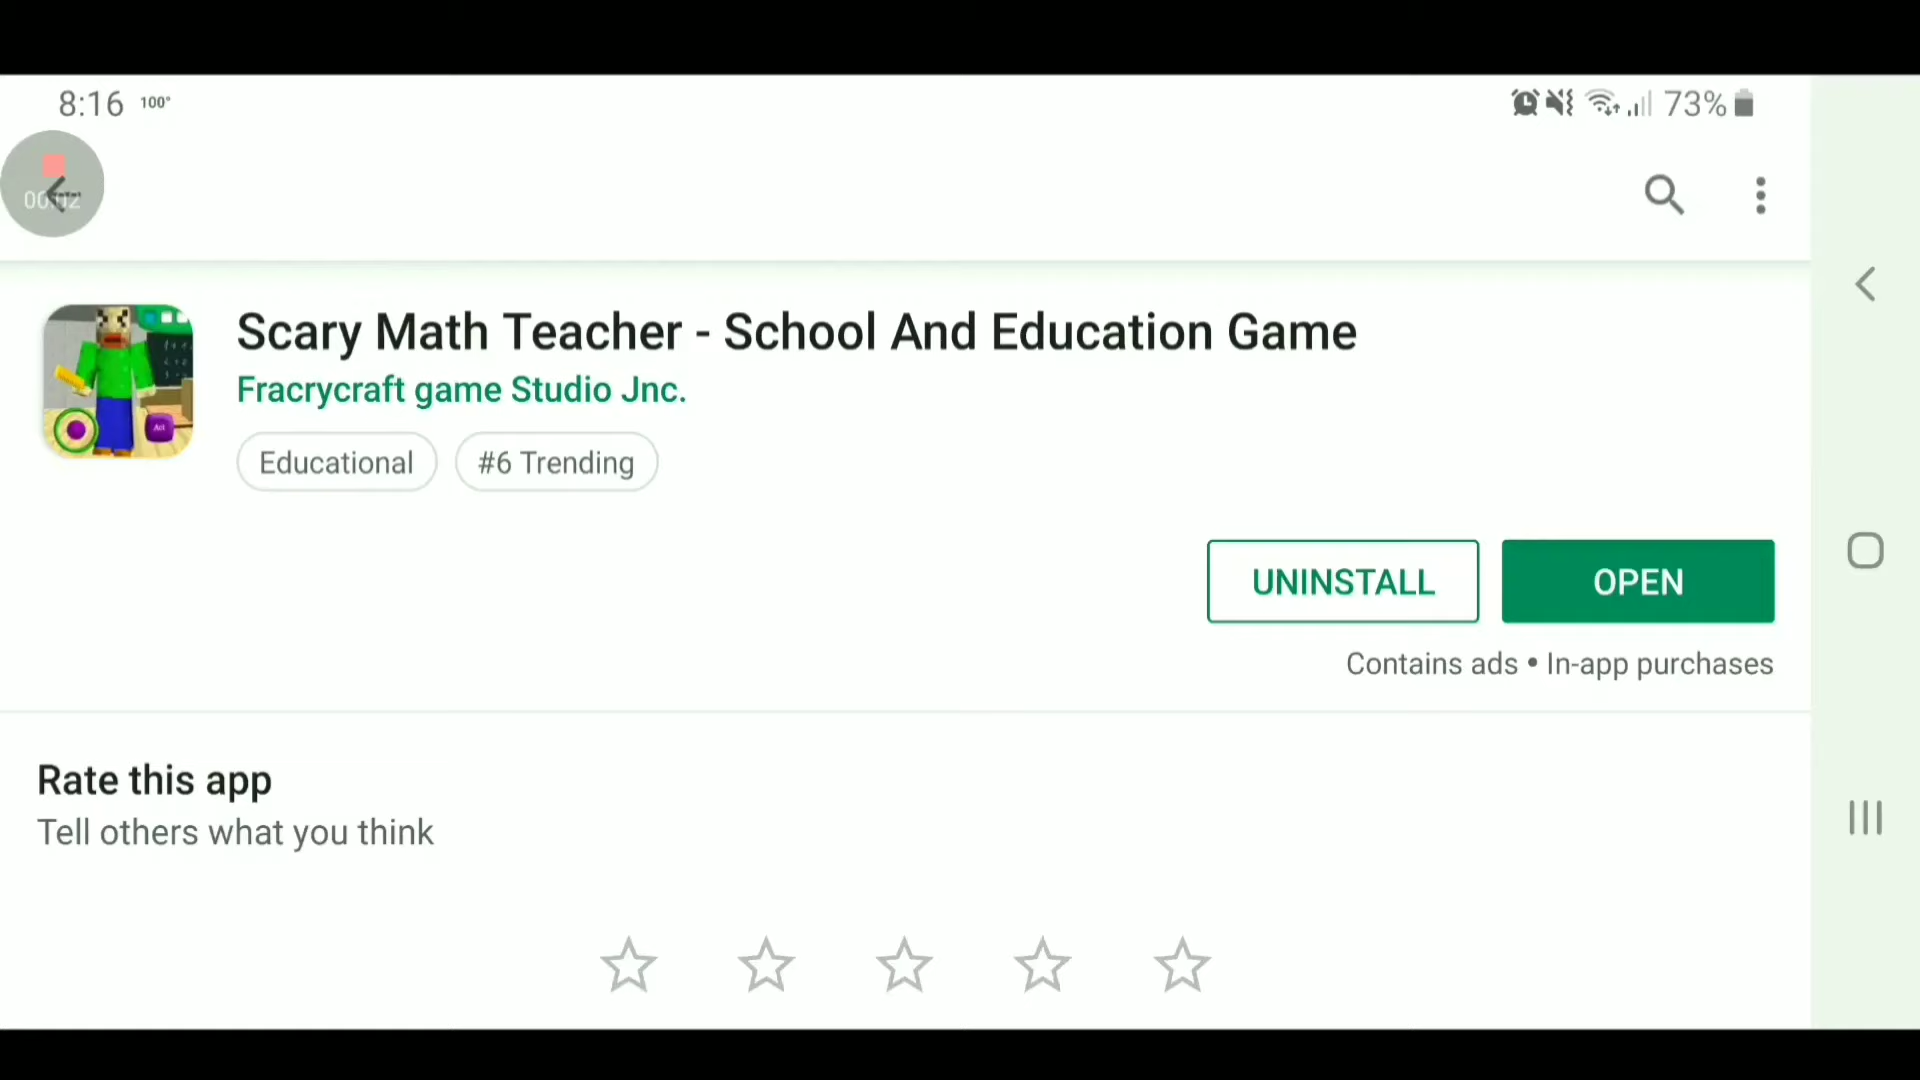 8:16 100°
73%
Scary Math Teacher - School And Education Game
Fracrycraft game Studio Jnc.
Educational
#6 Trending
UNINSTALL
OPEN
Contains ads • In-app purchases
Rate this app
Tell others what you think